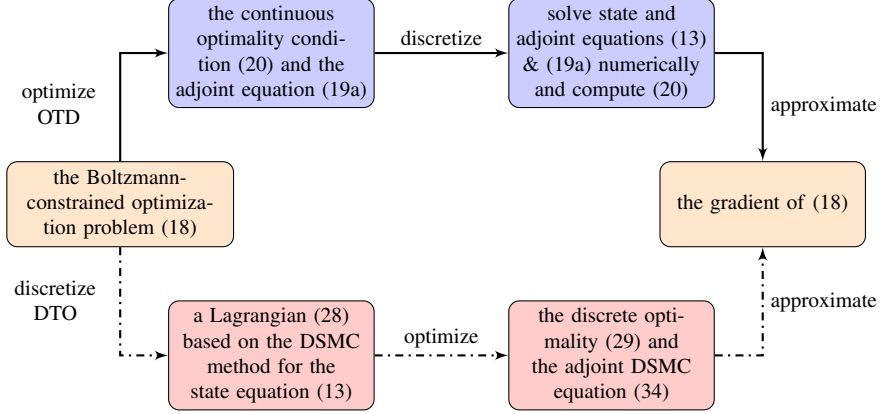 the continuous
optimality condi-
tion (20) and the
adjoint equation (19a)
discretize
solve state and
adjoint equations (13)
& (19a) numerically
and compute (20)
optimize
OTD
approximate
the Boltzmann-
constrained optimiza-
tion problem (18)
the gradient of (18)
discretize
DTO
approximate
a Lagrangian (28)
based on the DSMC
method for the
state equation (13)
optimize
the discrete opti-
mality (29) and
the adjoint DSMC
equation (34)